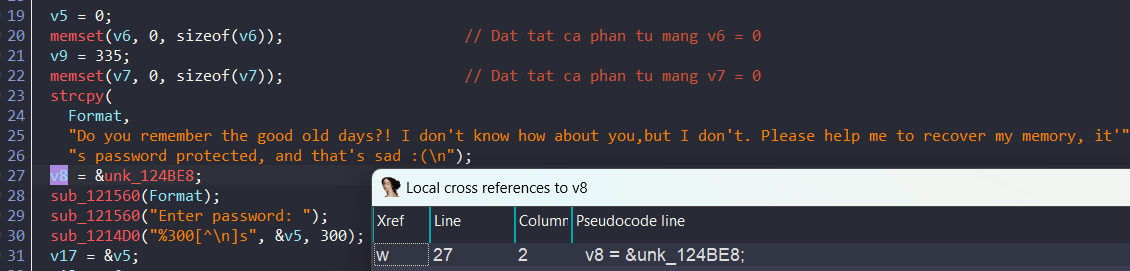 19 v5 = 0;
20 memset(v6, 0, sizeof(v6)); // Dat tat ca phan tu mang v6 = 0
21 v9 = 335;
22 memset(v7, 0, sizeof(v7)); // Dat tat ca phan tu mang v7 = 0
23 strcpy(
24 Format,
25 "Do you remember the good old days?! I don't know how about you,but I don't. Please help me to recover my memory, it'"
26 "s password protected, and that's sad :(\n");
27 v8 = &unk_124BE8;
Local cross references to v8
28 sub_121560(Format);
Xref Line Column Pseudocode line
29 sub_121560("Enter password: ");
30 sub_1214D0("%300[^\n]s", &v5, 300);
w 27 2 v8 = &unk_124BE8;
31 v17 = &v5;